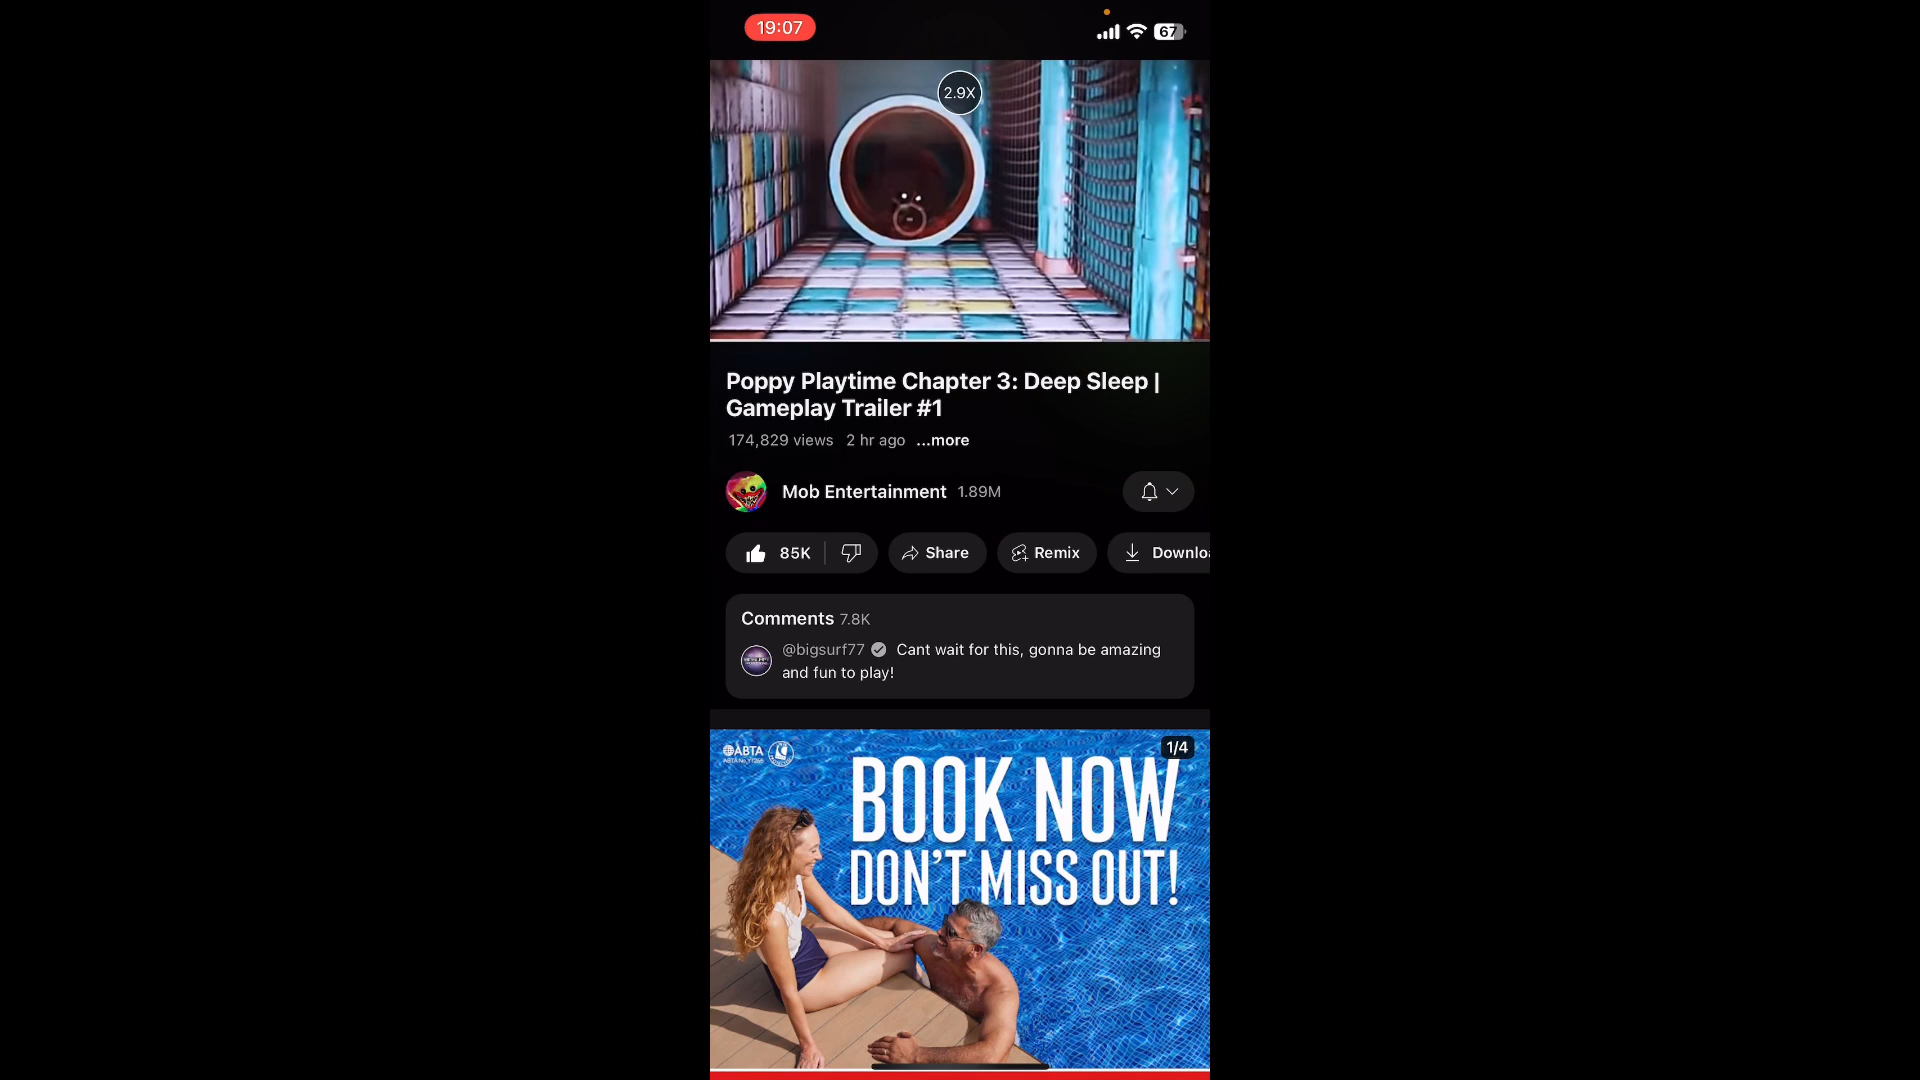 19:07
67
2.9X
Poppy Playtime Chapter 3: Deep Sleep |
Gameplay Trailer #1
174,829 views 2 hr ago ...more
Mob Entertainment 1.89M
85K Share Remix Downlo
Comments 7.8K
@bigsurf77 Cant wait for this, gonna be amazing
and fun to play!
1/4
ABTA
BOOK NOW
DON'T MISS OUT!